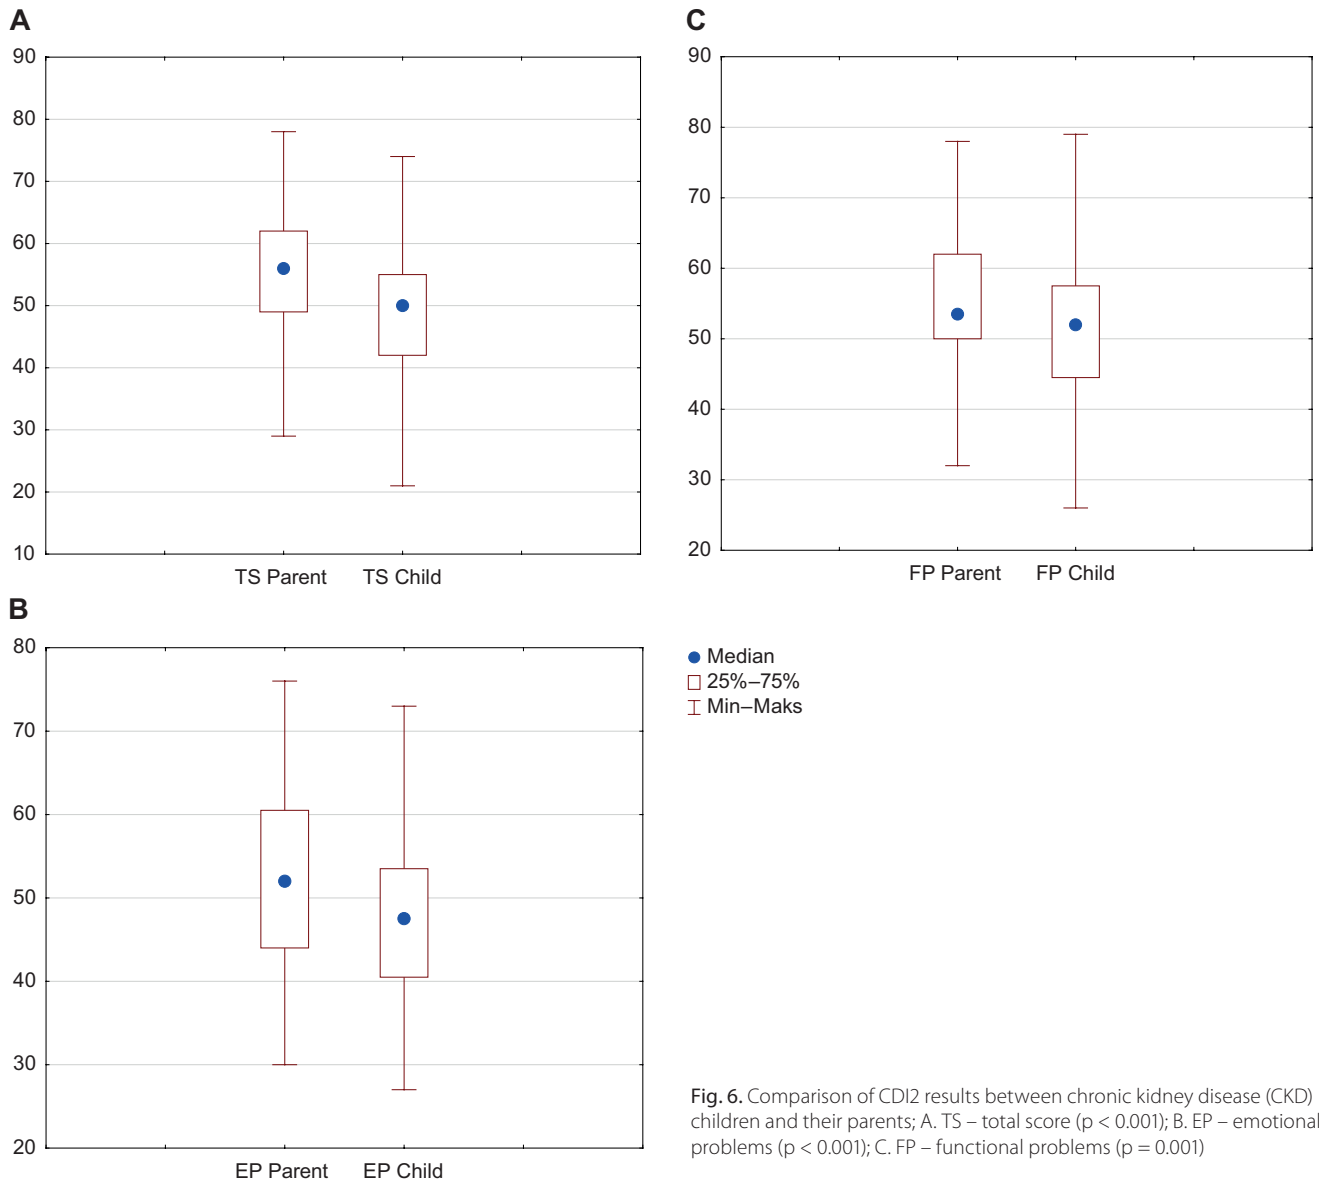 A
90
80
70
60
50
40
30
20
10
TS Parent TS Child
B
80
70
60
50
40
30
20
EP Parent EP Child
C
90
80
70
60
50
40
30
20
FP Parent FP Child
Median
25%–75%
Min–Maks
Fig. 6. Comparison of CDI2 results between chronic kidney disease (CKD)
children and their parents; A. TS – total score (p < 0.001); B. EP – emotional
problems (p < 0.001); C. FP – functional problems (p = 0.001)